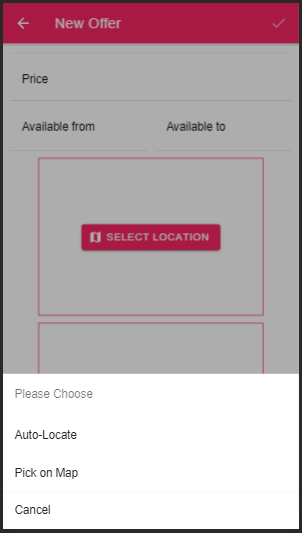 New Offer
Price
Available from Available to
SELECT LOCATION
Please Choose
Auto-Locate
Pick on Map
Cancel